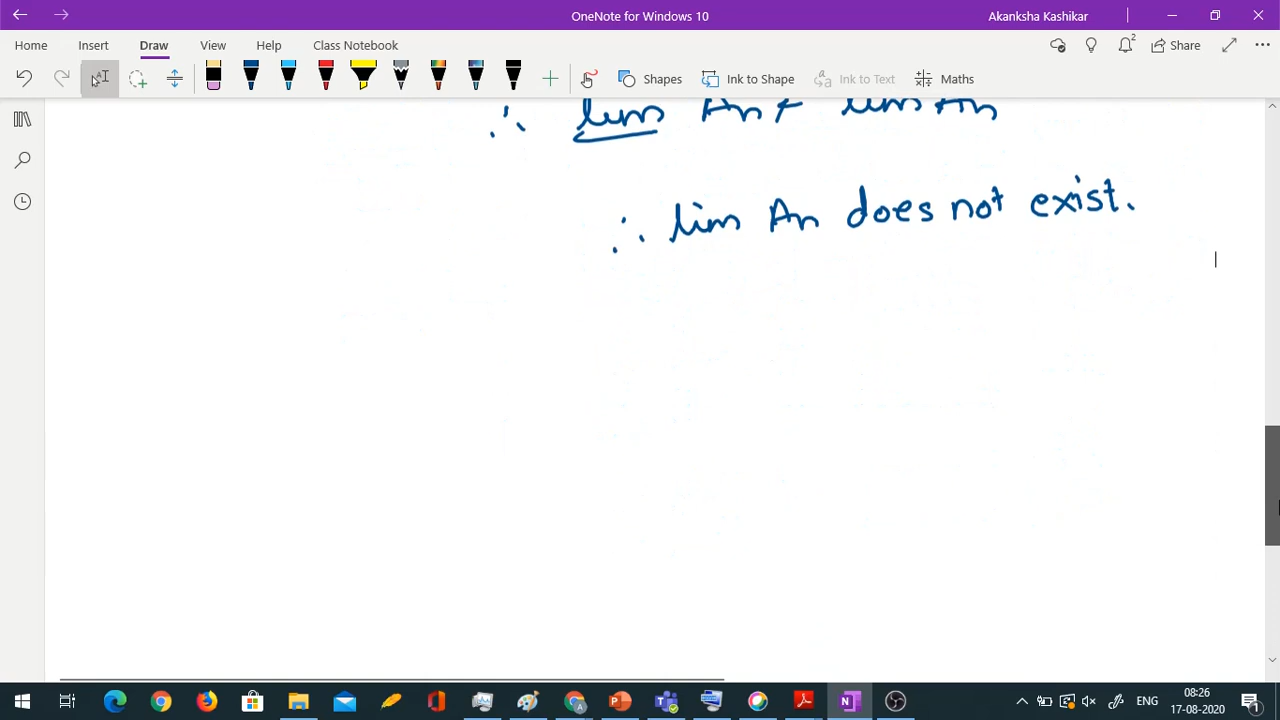 OneNote for Windows 10
Akanksha Kashikar
Home Insert Draw View Help Class Notebook
Share
Shapes Ink to Shape Ink to Text Maths
∴ lim An ≠ lim An
∴ lim An does not exist.
ENG
08:26
17-08-2020